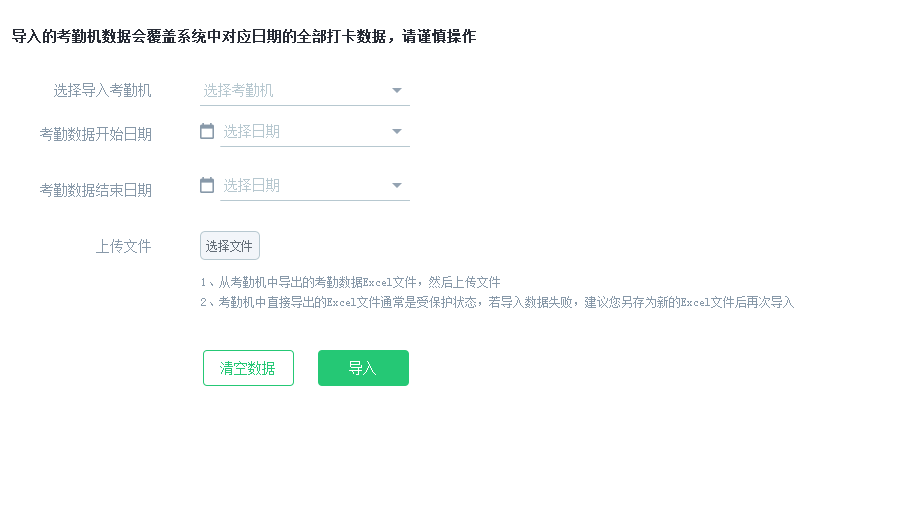 导入的考勤机数据会覆盖系统中对应日期的全部打卡数据，请谨慎操作
选择导入考勤机 选择考勤机
考勤数据开始日期 选择日期
考勤数据结束日期 选择日期
上传文件 选择文件
1、从考勤机中导出的考勤数据Excel文件，然后上传文件
2、考勤机中直接导出的Excel文件通常是受保护状态，若导入数据失败，建议您另存为新的Excel文件后再次导入
清空数据 导入